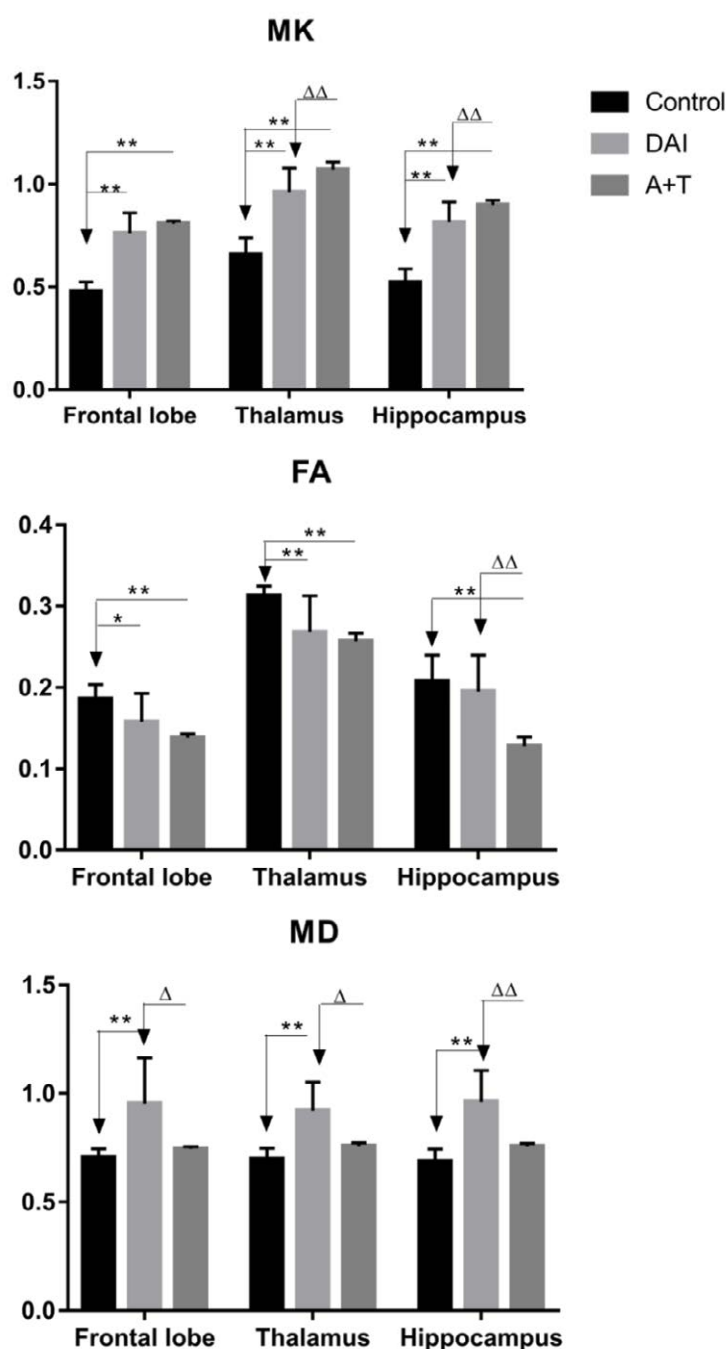 MK
1.5
1.0
0.5
0.0
** ** ** ** ΔΔ ** ** ΔΔ
Frontal lobe Thalamus Hippocampus
Control
DAI
A+T
FA
0.4
0.3
0.2
0.1
0.0
** * ** ** ΔΔ **
Frontal lobe Thalamus Hippocampus
MD
1.5
1.0
0.5
0.0
** Δ ** Δ ** ΔΔ
Frontal lobe Thalamus Hippocampus